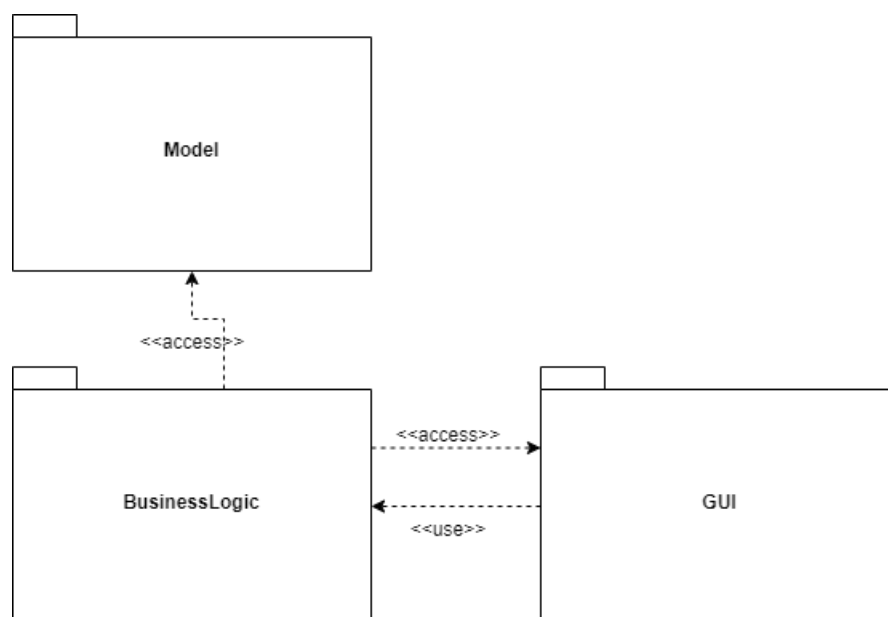 Model
<<access>>
<<access>>
BusinessLogic
GUI
<<use>>